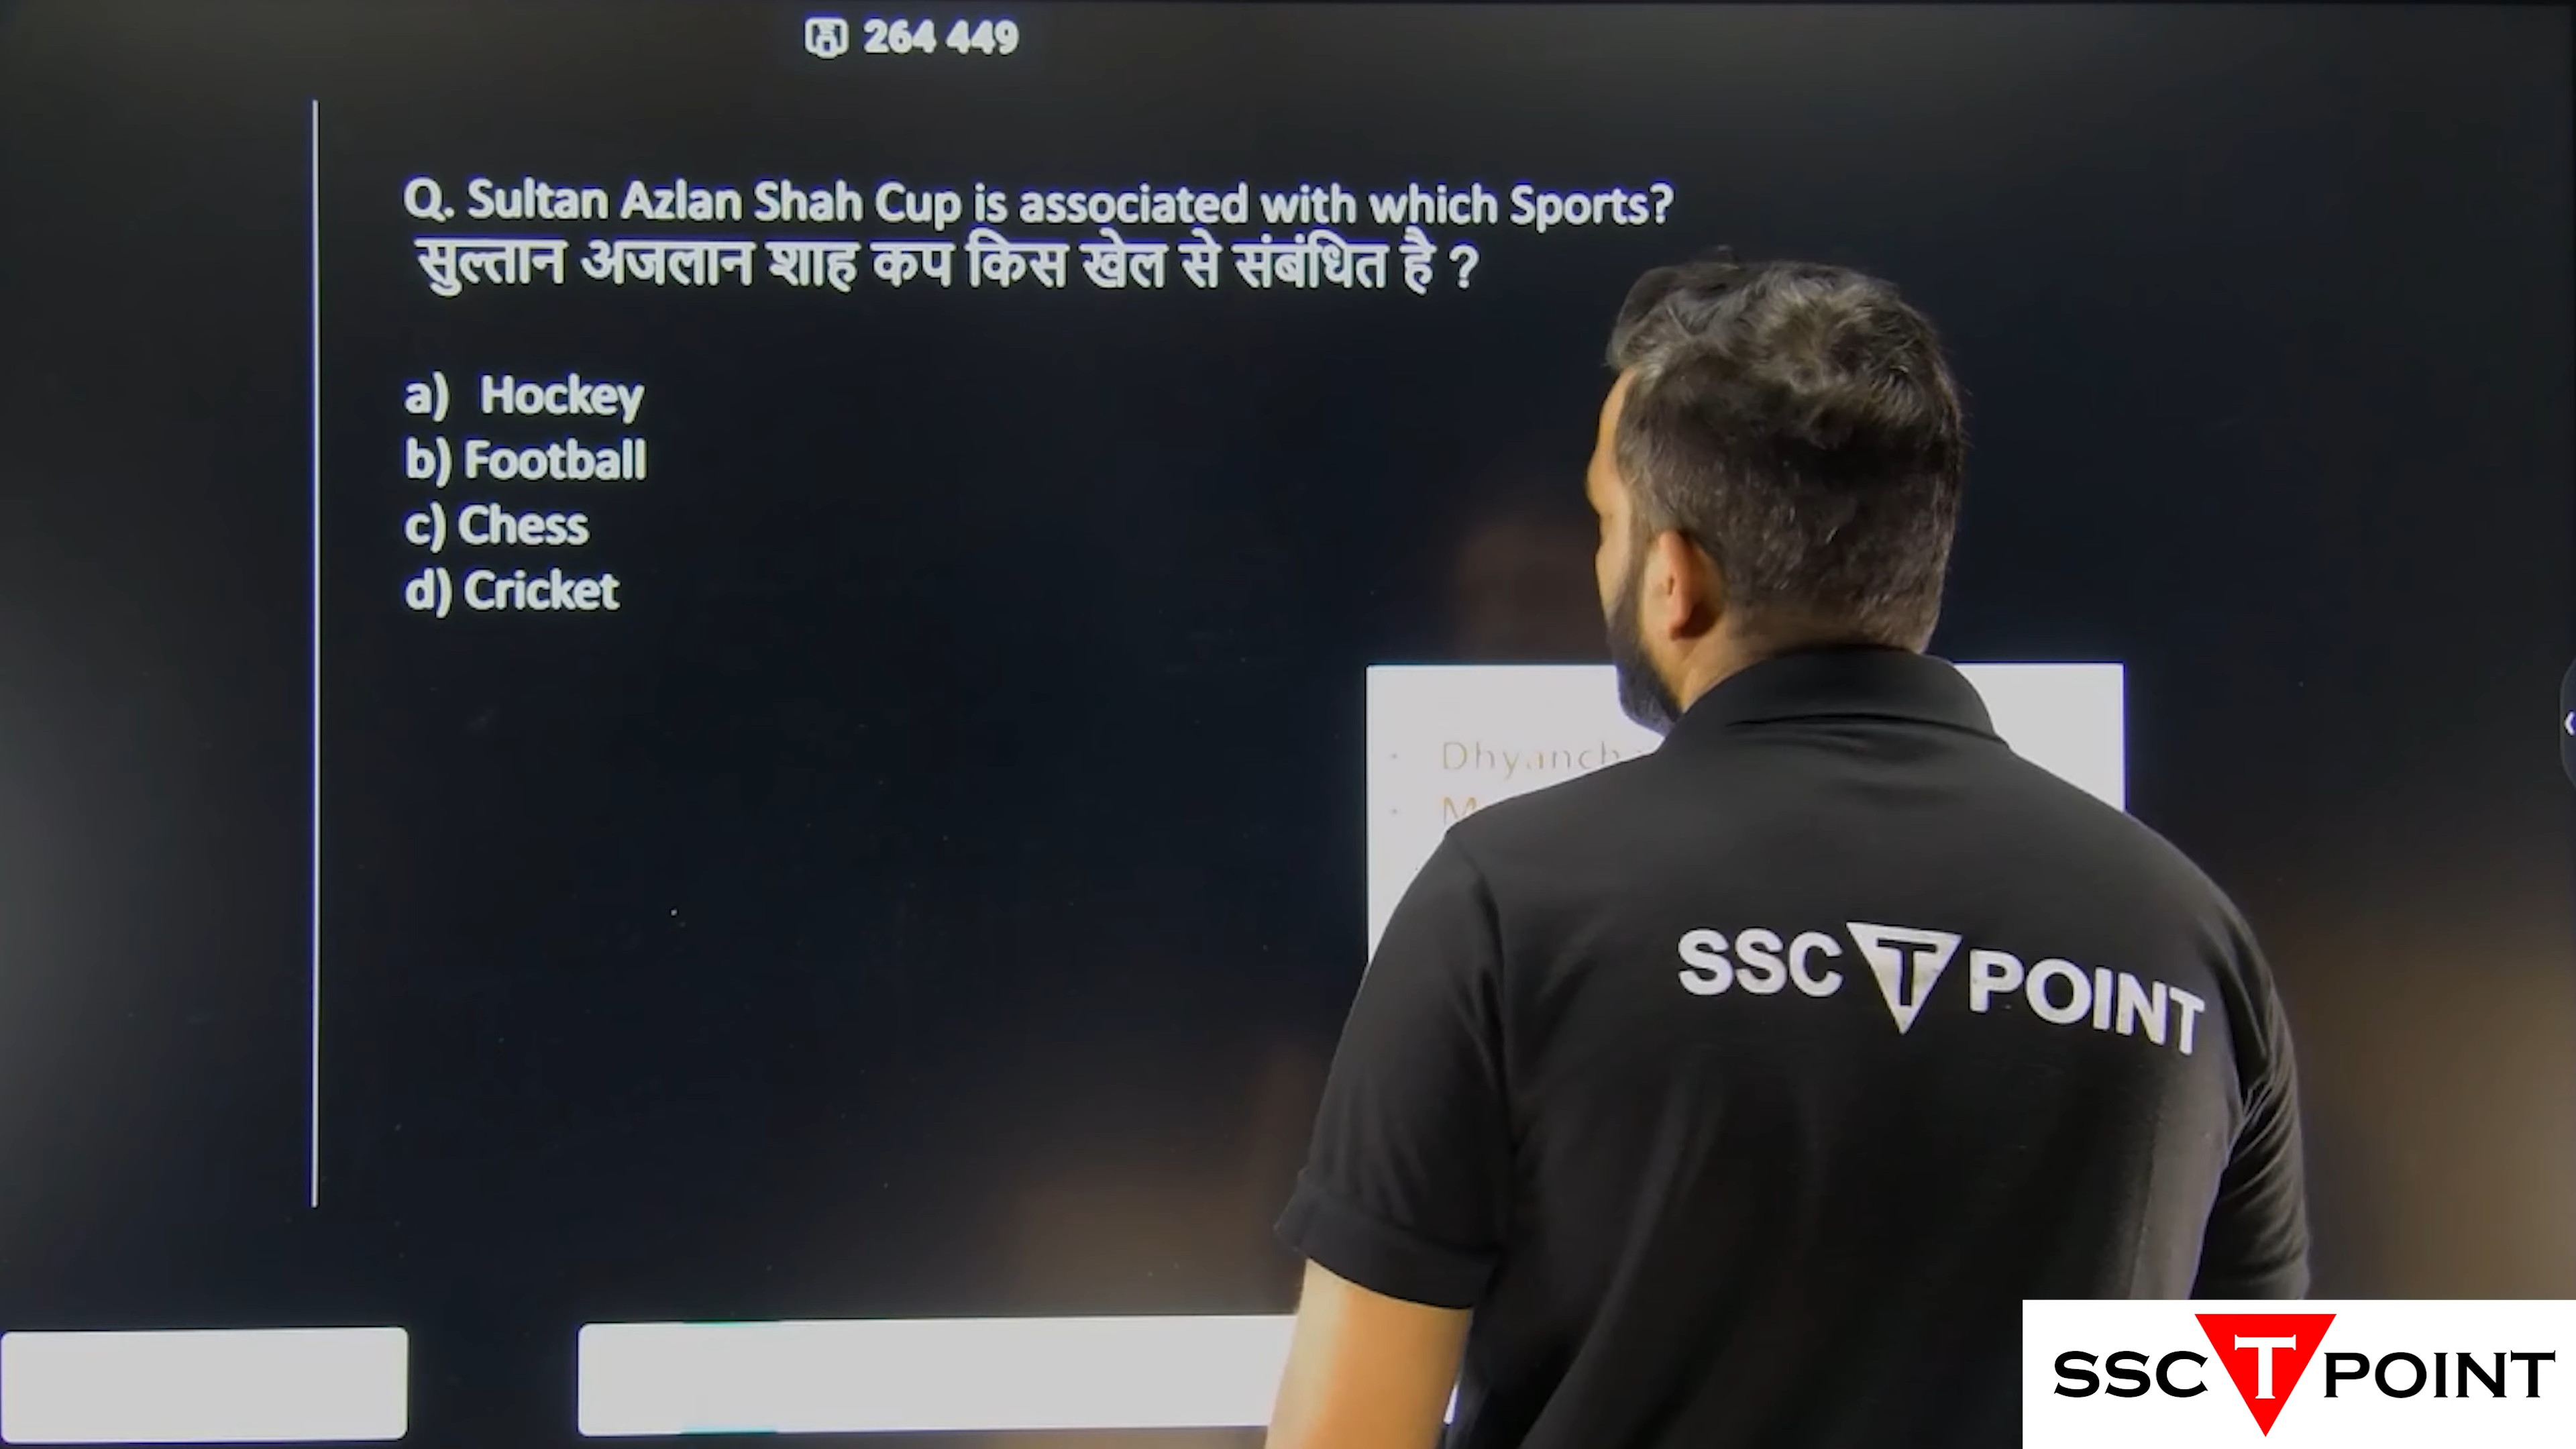 264 449
Q. Sultan Azlan Shah Cup is associated with which Sports?
सुल्तान अजलान शाह कप किस खेल से संबंधित है ?
a) Hockey
b) Football
c) Chess
d) Cricket
SSC T POINT
SSC T POINT